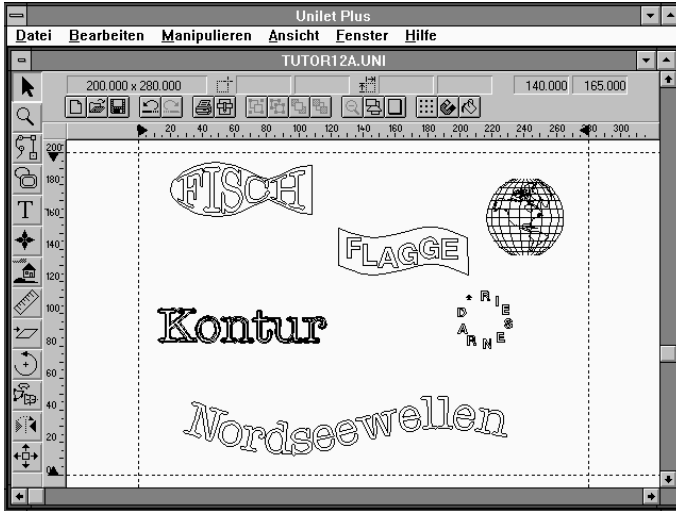 Unilet Plus
Datei Bearbeiten Manipulieren Ansicht Fenster Hilfe
TUTOR12A.UNI
200.000 x 280.000 140.000 165.000
20 40 60 80 100 120 140 160 180 200 220 240 260 280 300
200
180
160
140
120
100
80
60
40
20
0
T
FISCH
FLAGGE
Kontur
RIES
ENRAD
Nordseewellen